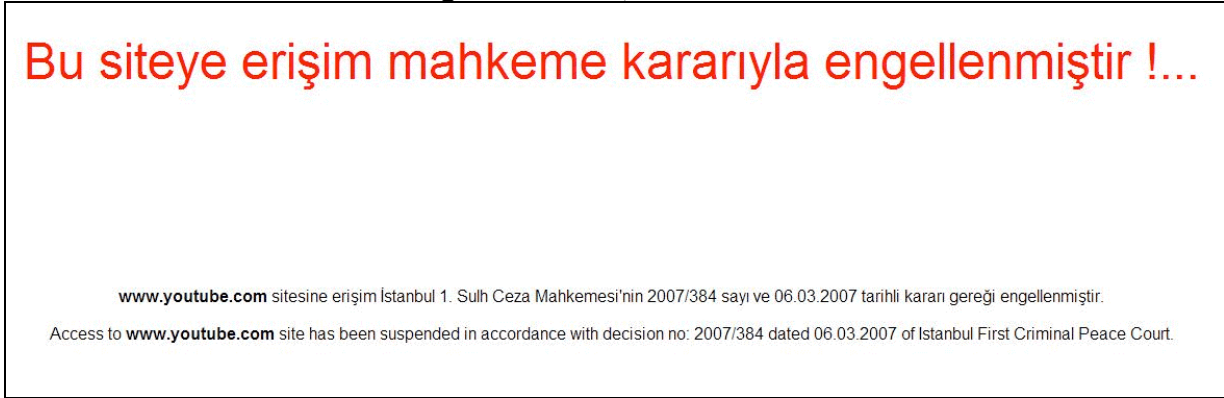 Bu siteye erişim mahkeme kararıyla engellenmiştir !...
www.youtube.com sitesine erişim İstanbul 1. Sulh Ceza Mahkemesi'nin 2007/384 sayı ve 06.03.2007 tarihli kararı gereği engellenmiştir.
Access to www.youtube.com site has been suspended in accordance with decision no: 2007/384 dated 06.03.2007 of Istanbul First Criminal Peace Court.